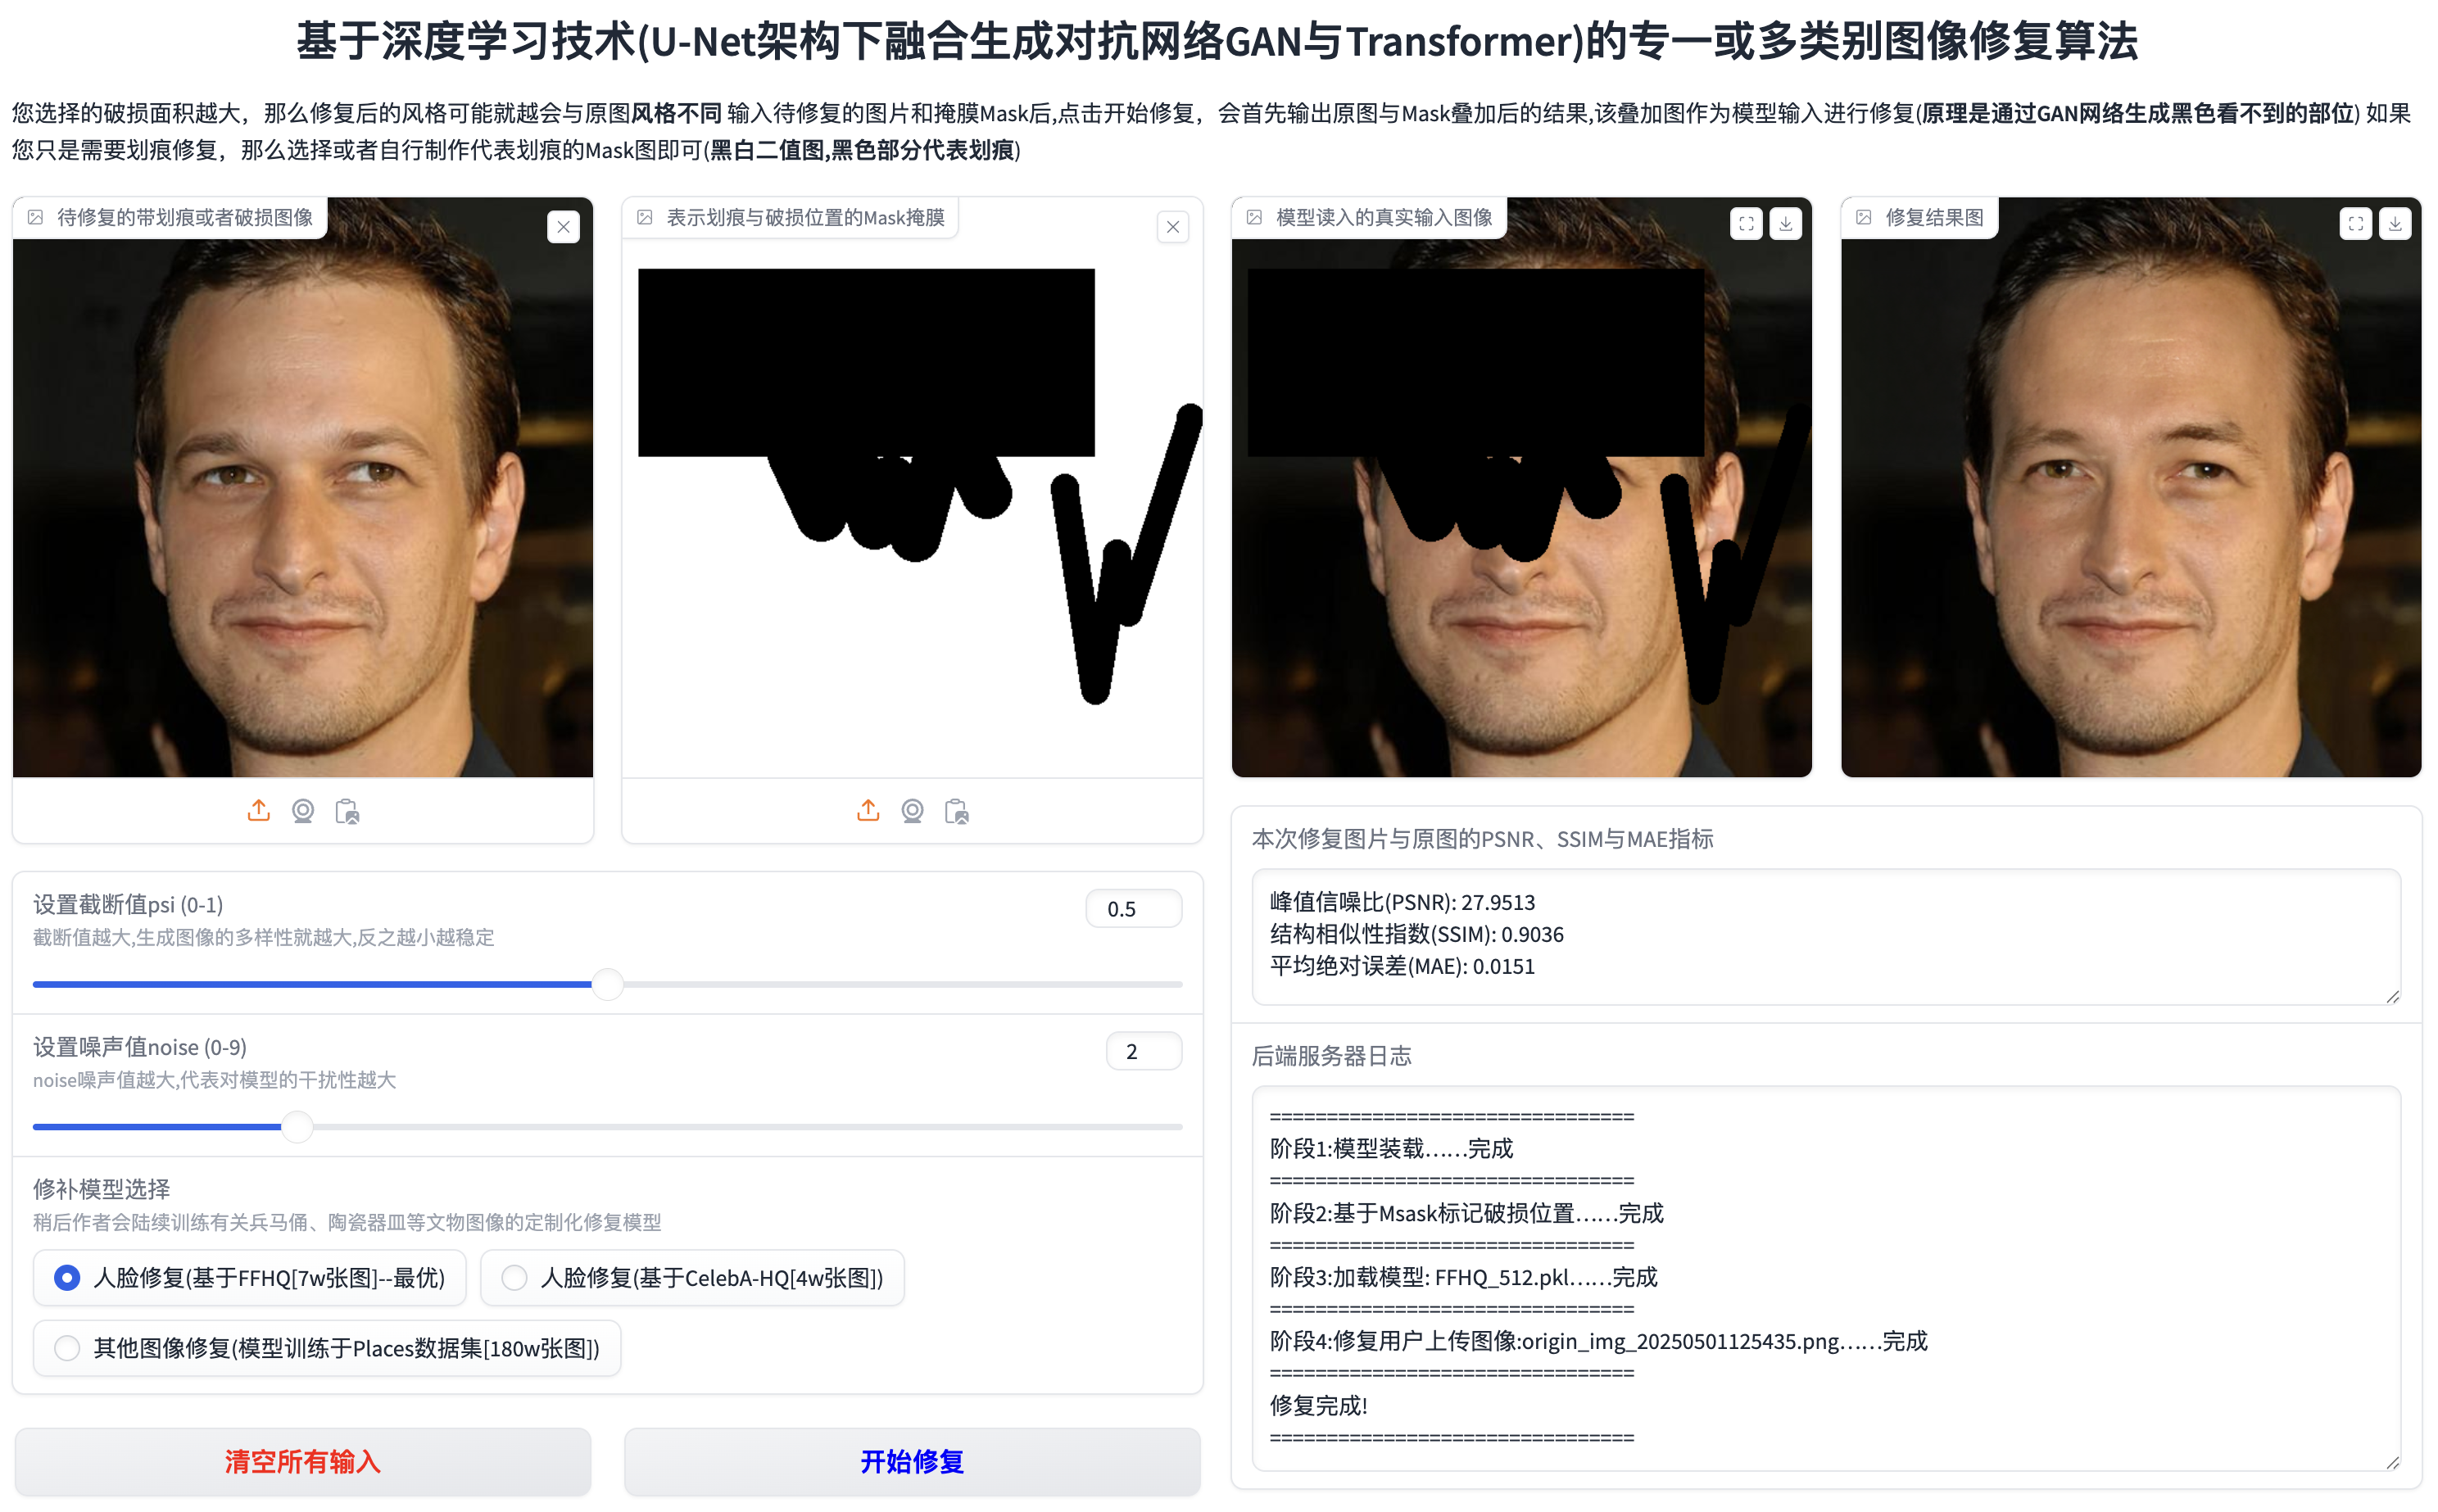 基于深度学习技术(U-Net架构下融合生成对抗网络GAN与Transformer)的专一或多类别图像修复算法
您选择的破损面积越大，那么修复后的风格可能就越会与原图风格不同 输入待修复的图片和掩膜Mask后,点击开始修复，会首先输出原图与Mask叠加后的结果,该叠加图作为模型输入进行修复(原理是通过GAN网络生成黑色看不到的部位) 如果
您只是需要划痕修复，那么选择或者自行制作代表划痕的Mask图即可(黑白二值图,黑色部分代表划痕)
待修复的带划痕或者破损图像
表示划痕与破损位置的Mask掩膜
模型读入的真实输入图像
修复结果图
设置截断值psi (0-1)
0.5
截断值越大,生成图像的多样性就越大,反之越小越稳定
设置噪声值noise (0-9)
2
noise噪声值越大,代表对模型的干扰性越大
修补模型选择
稍后作者会陆续训练有关兵马俑、陶瓷器皿等文物图像的定制化修复模型
人脸修复(基于FFHQ[7w张图]--最优)
人脸修复(基于CelebA-HQ[4w张图])
其他图像修复(模型训练于Places数据集[180w张图])
清空所有输入
开始修复
本次修复图片与原图的PSNR、SSIM与MAE指标
峰值信噪比(PSNR): 27.9513
结构相似性指数(SSIM): 0.9036
平均绝对误差(MAE): 0.0151
后端服务器日志
================================
阶段1:模型装载……完成
================================
阶段2:基于Msask标记破损位置……完成
================================
阶段3:加载模型: FFHQ_512.pkl……完成
================================
阶段4:修复用户上传图像:origin_img_20250501125435.png……完成
================================
修复完成!
================================